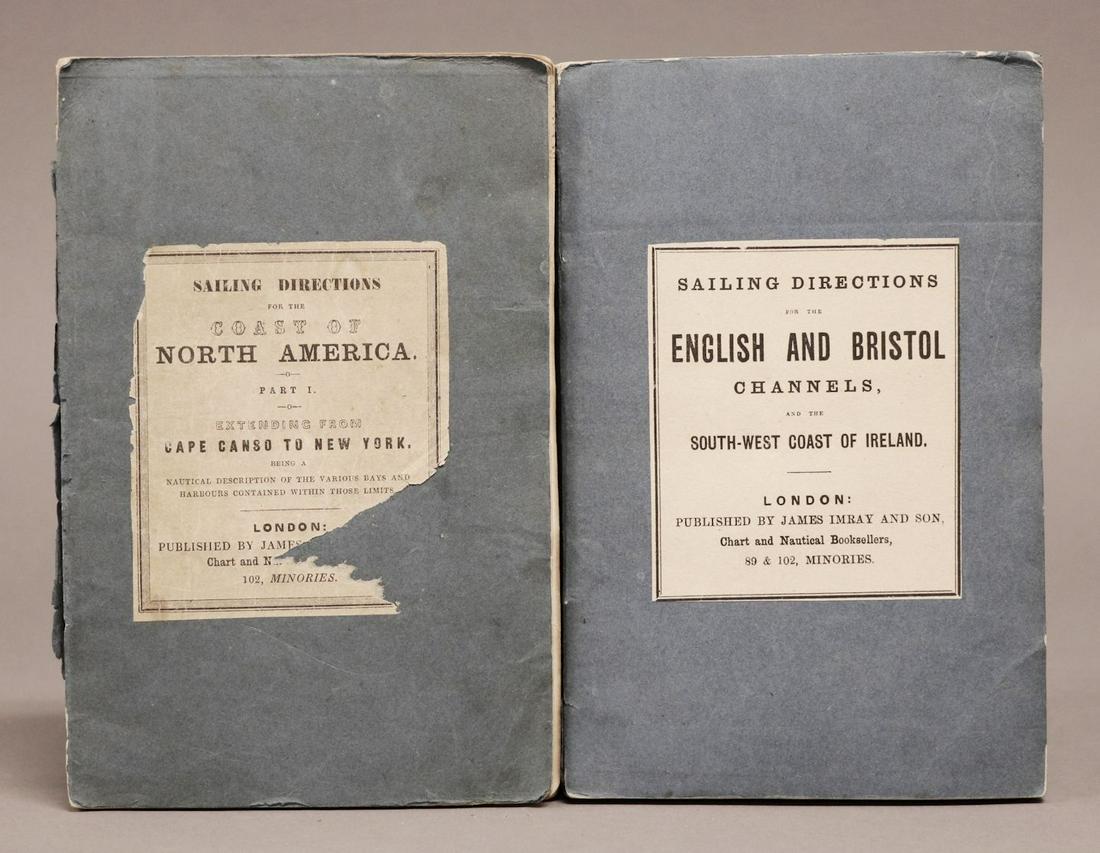 SAILING DIRECTIONS
FOR THE
COAST OF
NORTH AMERICA.
PART I.
EXTENDING FROM
CAPE CANSO TO NEW YORK,
BEING A
NAUTICAL DESCRIPTION OF THE VARIOUS BAYS AND
HARBOURS CONTAINED WITHIN THOSE LIMITS
LONDON:
PUBLISHED BY JAMES
Chart and
102, MINORIES.
SAILING DIRECTIONS
FOR THE
ENGLISH AND BRISTOL
CHANNELS,
AND THE
SOUTH-WEST COAST OF IRELAND.
LONDON:
PUBLISHED BY JAMES IMRAY AND SON,
Chart and Nautical Booksellers,
89 & 102, MINORIES.